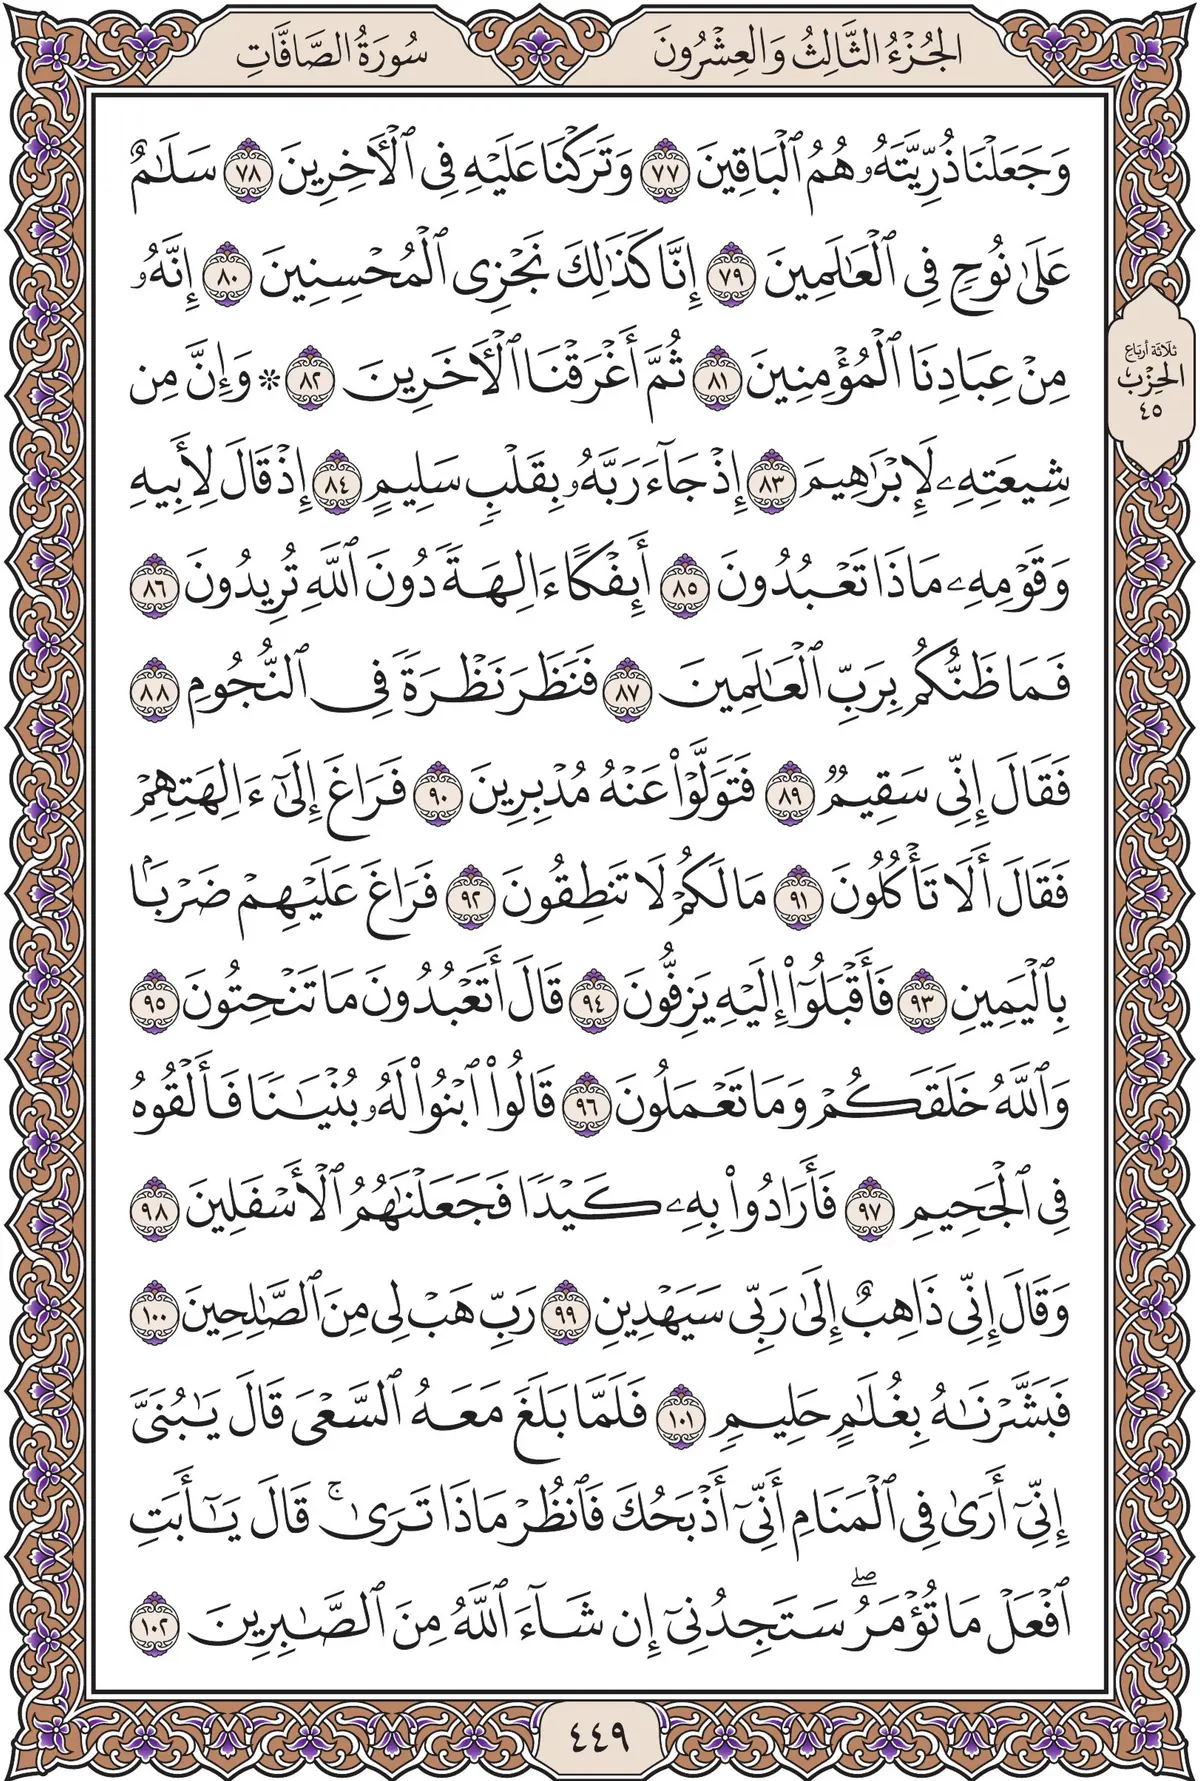 الجُزْءُ الثَّالِثُ وَالعِشْرُونَ
سُورَةُ الصَّافَّاتِ
وَجَعَلْنَا ذُرِّيَّتَهُۥ هُمُ ٱلْبَاقِينَ ٧٧ وَتَرَكْنَا عَلَيْهِ فِى ٱلْأَخِرِينَ ٧٨ سَلَٰمٌ
عَلَىٰ نُوحٍ فِى ٱلْعَٰلَمِينَ ٧٩ إِنَّا كَذَٰلِكَ نَجْزِى ٱلْمُحْسِنِينَ ٨٠ إِنَّهُۥ
مِنْ عِبَادِنَا ٱلْمُؤْمِنِينَ ٨١ ثُمَّ أَغْرَقْنَا ٱلْأَخَرِينَ ٨٢ * وَإِنَّ مِن
شِيعَتِهِۦ لَإِبْرَٰهِيمَ ٨٣ إِذْ جَآءَ رَبَّهُۥ بِقَلْبٍ سَلِيمٍ ٨٤ إِذْ قَالَ لِأَبِيهِ
وَقَوْمِهِۦ مَاذَا تَعْبُدُونَ ٨٥ أَئِفْكًا ءَالِهَةً دُونَ ٱللَّهِ تُرِيدُونَ ٨٦
فَمَا ظَنُّكُم بِرَبِّ ٱلْعَٰلَمِينَ ٨٧ فَنَظَرَ نَظْرَةً فِى ٱلنُّجُومِ ٨٨
فَقَالَ إِنِّى سَقِيمٌ ٨٩ فَتَوَلَّوْا۟ عَنْهُ مُدْبِرِينَ ٩٠ فَرَاغَ إِلَىٰٓ ءَالِهَتِهِمْ
فَقَالَ أَلَا تَأْكُلُونَ ٩١ مَا لَكُمْ لَا تَنطِقُونَ ٩٢ فَرَاغَ عَلَيْهِمْ ضَرْبًۢا
بِٱلْيَمِينِ ٩٣ فَأَقْبَلُوٓا۟ إِلَيْهِ يَزِفُّونَ ٩٤ قَالَ أَتَعْبُدُونَ مَا تَنْحِتُونَ ٩٥
وَٱللَّهُ خَلَقَكُمْ وَمَا تَعْمَلُونَ ٩٦ قَالُوا۟ ٱبْنُوا۟ لَهُۥ بُنْيَٰنًا فَأَلْقُوهُ
فِى ٱلْجَحِيمِ ٩٧ فَأَرَادُوا۟ بِهِۦ كَيْدًا فَجَعَلْنَٰهُمُ ٱلْأَسْفَلِينَ ٩٨
وَقَالَ إِنِّى ذَاهِبٌ إِلَىٰ رَبِّى سَيَهْدِينِ ٩٩ رَبِّ هَبْ لِى مِنَ ٱلصَّٰلِحِينَ ١٠٠
فَبَشَّرْنَٰهُ بِغُلَٰمٍ حَلِيمٍ ١٠١ فَلَمَّا بَلَغَ مَعَهُ ٱلسَّعْىَ قَالَ يَٰبُنَىَّ
إِنِّىٓ أَرَىٰ فِى ٱلْمَنَامِ أَنِّىٓ أَذْبَحُكَ فَٱنظُرْ مَاذَا تَرَىٰ ۚ قَالَ يَٰٓأَبَتِ
ٱفْعَلْ مَا تُؤْمَرُ ۖ سَتَجِدُنِىٓ إِن شَآءَ ٱللَّهُ مِنَ ٱلصَّٰبِرِينَ ١٠٢
ثلاثة أرباع
الحِزْب
٤٥
٤٤٩